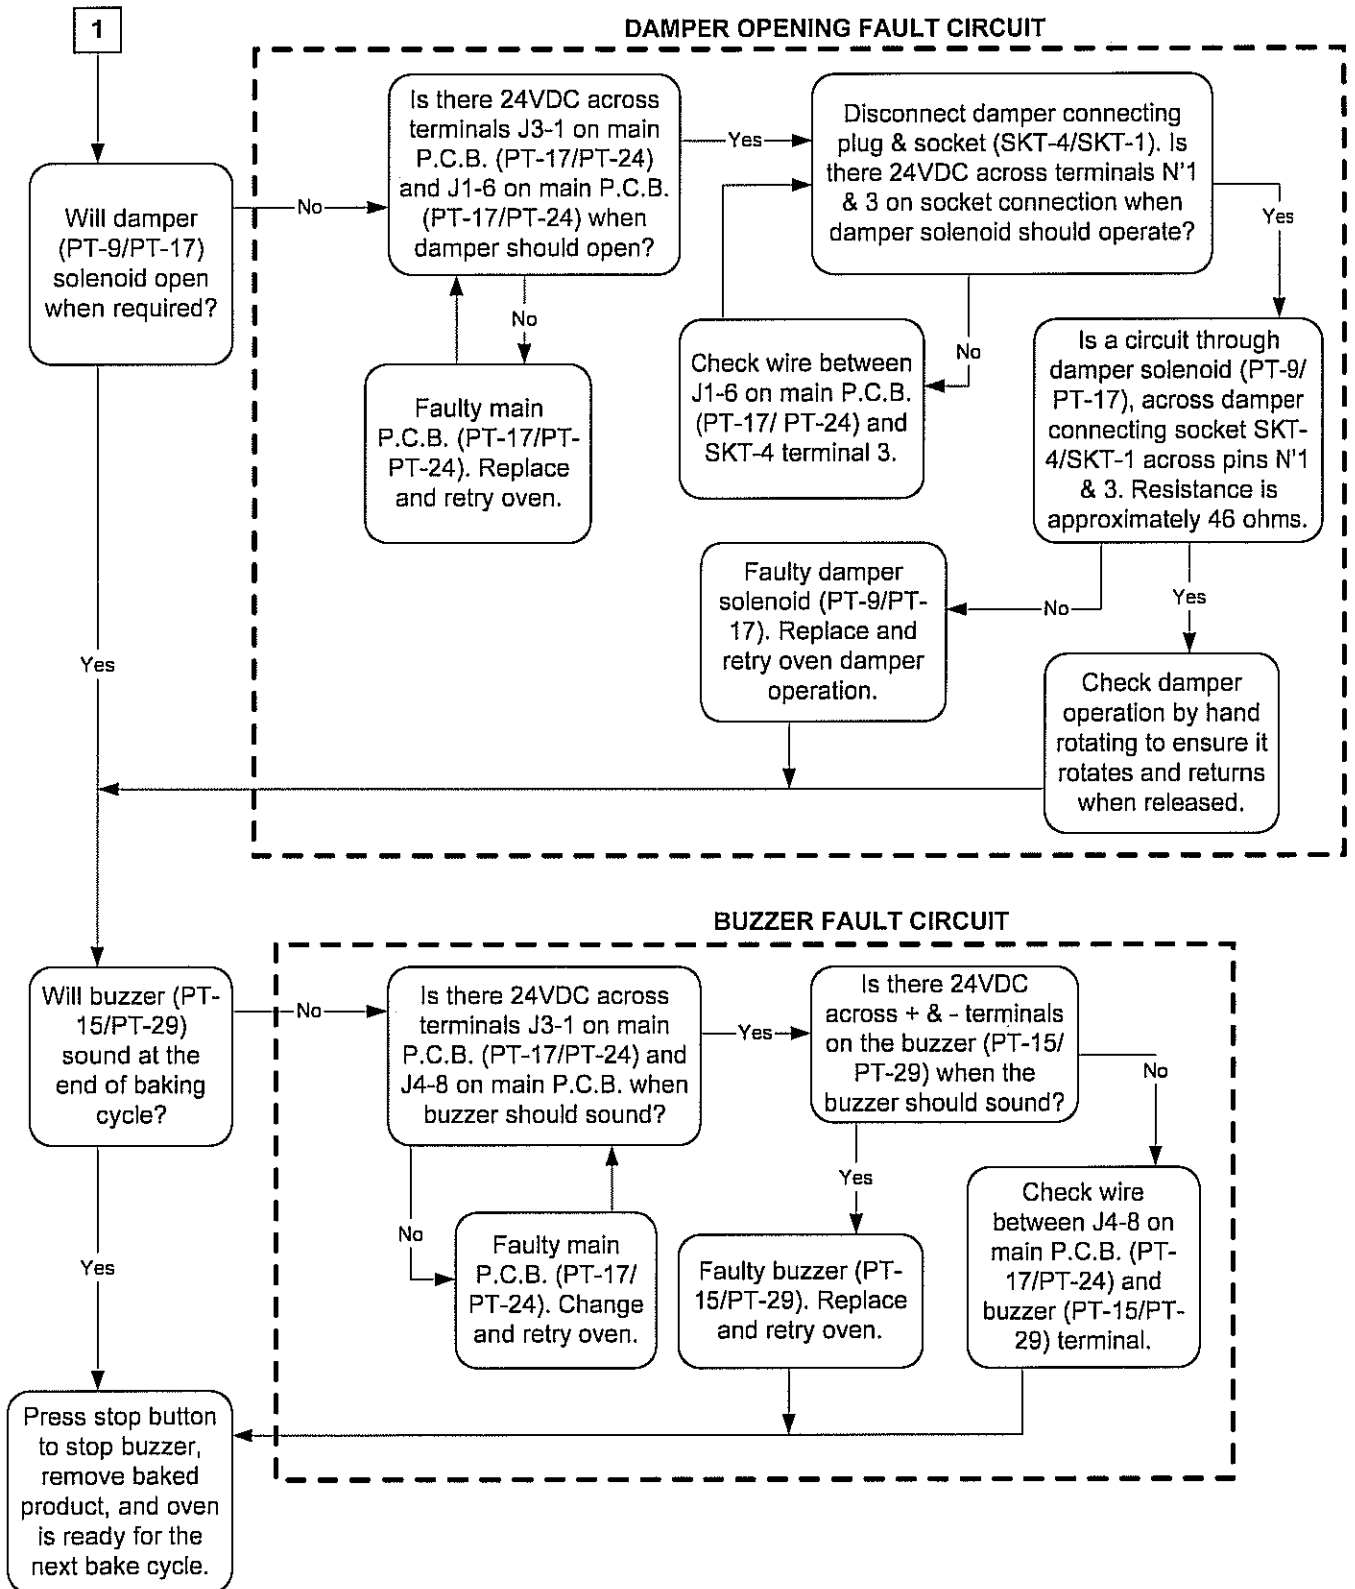 1
DAMPER OPENING FAULT CIRCUIT
Will damper
(PT-9/PT-17)
solenoid open
when required?
No
Is there 24VDC across
terminals J3-1 on main
P.C.B. (PT-17/PT-24)
and J1-6 on main P.C.B.
(PT-17/PT-24) when
damper should open?
Yes
Disconnect damper connecting
plug & socket (SKT-4/SKT-1). Is
there 24VDC across terminals N'1
& 3 on socket connection when
damper solenoid should operate?
Yes
No
Faulty main
P.C.B. (PT-17/PT-
PT-24). Replace
and retry oven.
No
Check wire between
J1-6 on main P.C.B.
(PT-17/ PT-24) and
SKT-4 terminal 3.
Is a circuit through
damper solenoid (PT-9/
PT-17), across damper
connecting socket SKT-
4/SKT-1 across pins N'1
& 3. Resistance is
approximately 46 ohms.
No
Yes
Faulty damper
solenoid (PT-9/PT-
17). Replace and
retry oven damper
operation.
Check damper
operation by hand
rotating to ensure it
rotates and returns
when released.
Yes
BUZZER FAULT CIRCUIT
Will buzzer (PT-
15/PT-29)
sound at the
end of baking
cycle?
No
Is there 24VDC across
terminals J3-1 on main
P.C.B. (PT-17/PT-24) and
J4-8 on main P.C.B. when
buzzer should sound?
Yes
Is there 24VDC
across + & - terminals
on the buzzer (PT-15/
PT-29) when the
buzzer should sound?
No
No
Faulty main
P.C.B. (PT-17/
PT-24). Change
and retry oven.
Yes
Faulty buzzer (PT-
15/PT-29). Replace
and retry oven.
Check wire
between J4-8 on
main P.C.B. (PT-
17/PT-24) and
buzzer (PT-15/PT-
29) terminal.
Yes
Press stop button
to stop buzzer,
remove baked
product, and oven
is ready for the
next bake cycle.